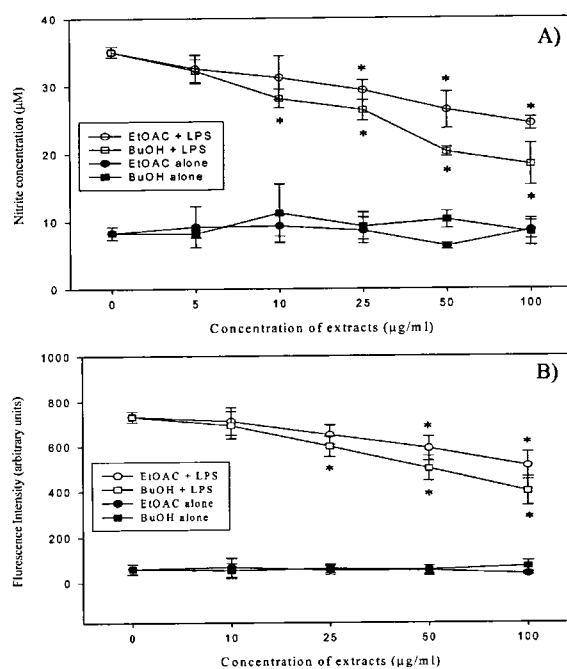 A)
40
30
20
10
0
Nitrite concentration (μM)
EtOAC + LPS
BuOH + LPS
EtOAC alone
BuOH alone
*
*
*
*
*
*
*
0 5 10 25 50 100
Concentration of extracts (μg/ml)
B)
1000
800
600
400
200
0
Flurescence Intensity (arbitrary units)
EtOAC + LPS
BuOH + LPS
EtOAC alone
BuOH alone
*
*
*
*
*
0 10 25 50 100
Concentration of extracts (μg/ml)